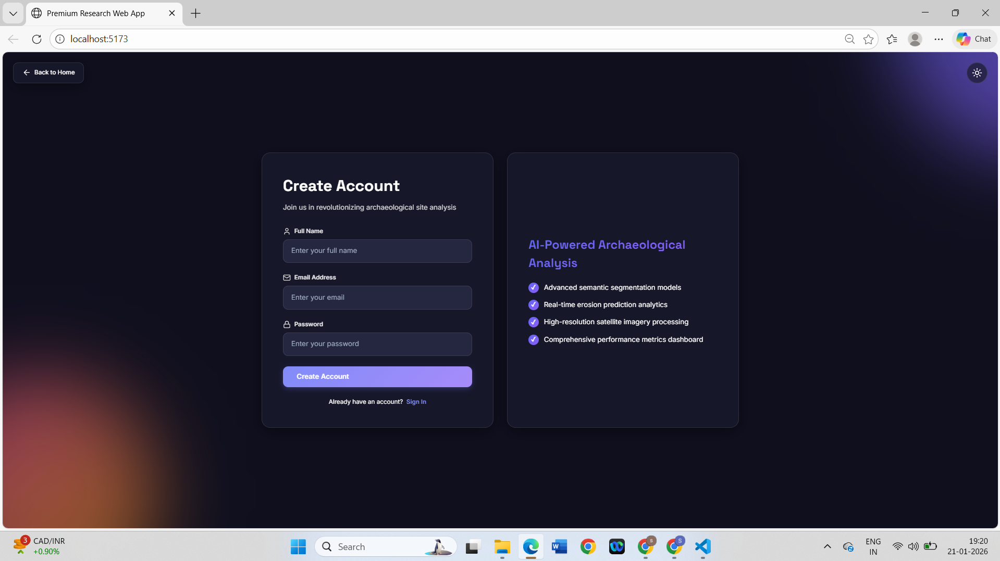 Premium Research Web App
localhost:5173
Chat
Back to Home
Create Account
Join us in revolutionizing archaeological site analysis
Full Name
Enter your full name
Email Address
Enter your email
Password
Enter your password
Create Account
Already have an account? Sign In
AI-Powered Archaeological
Analysis
Advanced semantic segmentation models
Real-time erosion prediction analytics
High-resolution satellite imagery processing
Comprehensive performance metrics dashboard
3
CAD/INR
+0.90%
Search
W
S
S
ENG
IN
19:20
21-01-2026